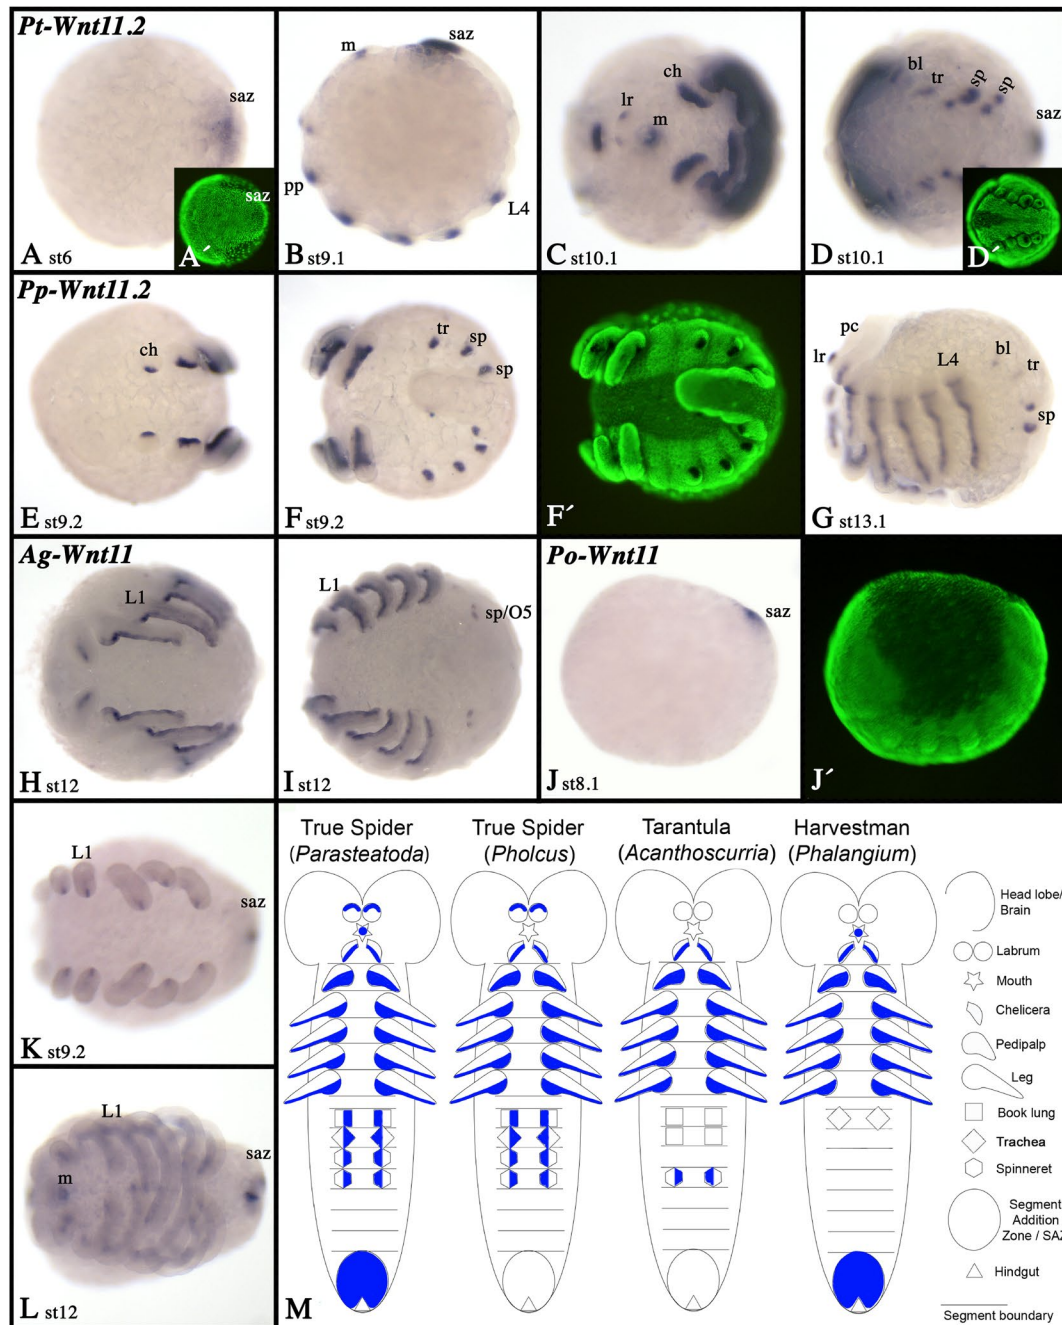 Pt-Wnt11.2
saz
saz
A st6
A´
m
saz
pp
L4
B st9.1
ch
lr
m
C st10.1
bl
tr
sp
sp
saz
D st10.1
D´
Pp-Wnt11.2
ch
E st9.2
tr
sp
sp
F st9.2
F´
pc
lr
L4
bl
tr
sp
G st13.1
Ag-Wnt11
L1
H st12
L1
sp/O5
I st12
Po-Wnt11
saz
J st8.1
J´
L1
saz
K st9.2
L1
m
saz
L st12
True Spider
(Parasteatoda)
True Spider
(Pholcus)
Tarantula
(Acanthoscurria)
Harvestman
(Phalangium)
Head lobe/
Brain
Labrum
Mouth
Chelicera
Pedipalp
Leg
Book lung
Trachea
Spinneret
Segment
Addition
Zone / SAZ
Hindgut
Segment boundary
M